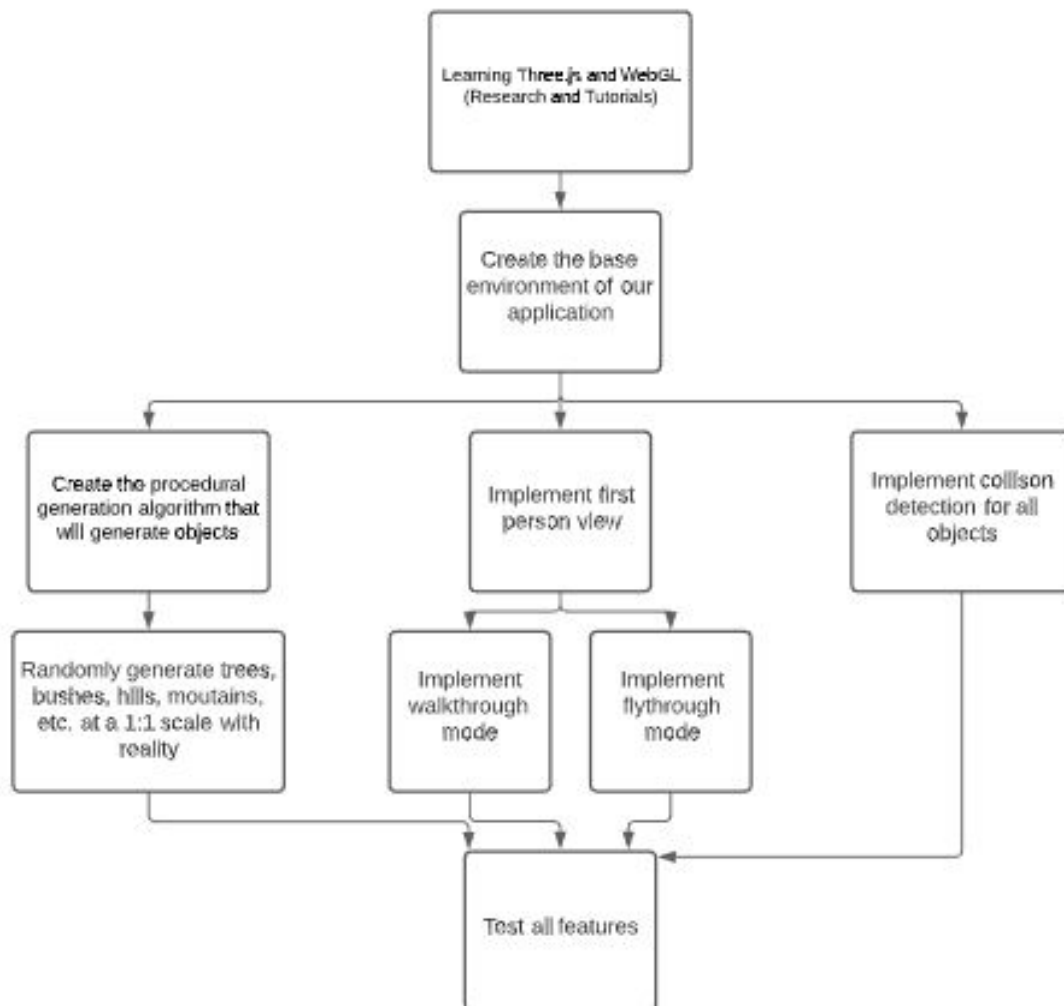 Learning Three.js and WebGL
(Research and Tutorials)
Create the base
environment of our
application
Create the procedural
generation algorithm that
will generate objects
Implement first
person view
Implement collison
detection for all
objects
Randomly generate trees,
bushes, hills, moutains,
etc. at a 1:1 scale with
reality
Implement
walkthrough
mode
Implement
flythrough
mode
Test all features